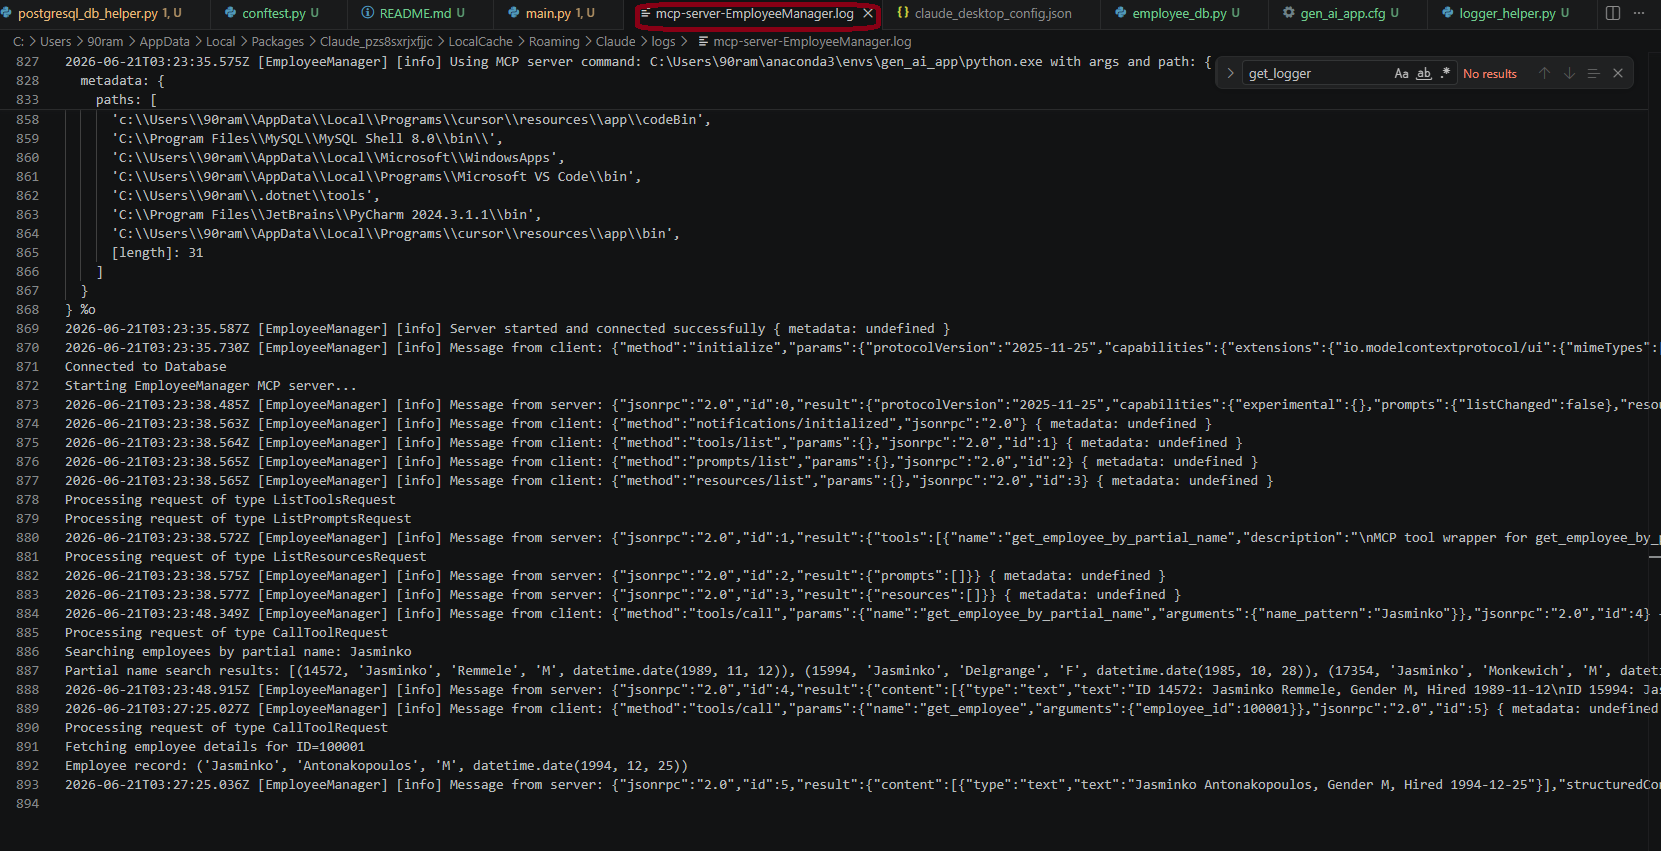 postgresql_db_helper.py 1, U conftest.py U README.md U main.py 1, U mcp-server-EmployeeManager.log claude_desktop_config.json employee_db.py U gen_ai_app.cfg U logger_helper.py U
C: > Users > 90ram > AppData > Local > Packages > Claude_pzs8sxrjxfjjc > LocalCache > Roaming > Claude > logs > mcp-server-EmployeeManager.log
827 2026-06-21T03:23:35.575Z [EmployeeManager] [info] Using MCP server command: C:\Users\90ram\anaconda3\envs\gen_ai_app\python.exe with args and path: {
get_logger Aa ab .* No results
828 metadata: {
833 paths: [
858 'c:\\Users\\90ram\\AppData\\Local\\Programs\\cursor\\resources\\app\\codeBin',
859 'C:\\Program Files\\MySQL\\MySQL Shell 8.0\\bin\\',
860 'C:\\Users\\90ram\\AppData\\Local\\Microsoft\\WindowsApps',
861 'C:\\Users\\90ram\\AppData\\Local\\Programs\\Microsoft VS Code\\bin',
862 'C:\\Users\\90ram\\.dotnet\\tools',
863 'C:\\Program Files\\JetBrains\\PyCharm 2024.3.1.1\\bin',
864 'C:\\Users\\90ram\\AppData\\Local\\Programs\\cursor\\resources\\app\\bin',
865 [length]: 31
866 ]
867 }
868 } %o
869 2026-06-21T03:23:35.587Z [EmployeeManager] [info] Server started and connected successfully { metadata: undefined }
870 2026-06-21T03:23:35.730Z [EmployeeManager] [info] Message from client: {"method":"initialize","params":{"protocolVersion":"2025-11-25","capabilities":{"extensions":{"io.modelcontextprotocol/ui":{"mimeTypes":[
871 Connected to Database
872 Starting EmployeeManager MCP server...
873 2026-06-21T03:23:38.485Z [EmployeeManager] [info] Message from server: {"jsonrpc":"2.0","id":0,"result":{"protocolVersion":"2025-11-25","capabilities":{"experimental":{},"prompts":{"listChanged":false},"reso
874 2026-06-21T03:23:38.563Z [EmployeeManager] [info] Message from client: {"method":"notifications/initialized","jsonrpc":"2.0"} { metadata: undefined }
875 2026-06-21T03:23:38.564Z [EmployeeManager] [info] Message from client: {"method":"tools/list","params":{},"jsonrpc":"2.0","id":1} { metadata: undefined }
876 2026-06-21T03:23:38.565Z [EmployeeManager] [info] Message from client: {"method":"prompts/list","params":{},"jsonrpc":"2.0","id":2} { metadata: undefined }
877 2026-06-21T03:23:38.565Z [EmployeeManager] [info] Message from client: {"method":"resources/list","params":{},"jsonrpc":"2.0","id":3} { metadata: undefined }
878 Processing request of type ListToolsRequest
879 Processing request of type ListPromptsRequest
880 2026-06-21T03:23:38.572Z [EmployeeManager] [info] Message from server: {"jsonrpc":"2.0","id":1,"result":{"tools":[{"name":"get_employee_by_partial_name","description":"\nMCP tool wrapper for get_employee_by_p
881 Processing request of type ListResourcesRequest
882 2026-06-21T03:23:38.575Z [EmployeeManager] [info] Message from server: {"jsonrpc":"2.0","id":2,"result":{"prompts":[]}} { metadata: undefined }
883 2026-06-21T03:23:38.577Z [EmployeeManager] [info] Message from server: {"jsonrpc":"2.0","id":3,"result":{"resources":[]}} { metadata: undefined }
884 2026-06-21T03:23:48.349Z [EmployeeManager] [info] Message from client: {"method":"tools/call","params":{"name":"get_employee_by_partial_name","arguments":{"name_pattern":"Jasminko"}},"jsonrpc":"2.0","id":4} {
885 Processing request of type CallToolRequest
886 Searching employees by partial name: Jasminko
887 Partial name search results: [(14572, 'Jasminko', 'Remmele', 'M', datetime.date(1989, 11, 12)), (15994, 'Jasminko', 'Delgrange', 'F', datetime.date(1985, 10, 28)), (17354, 'Jasminko', 'Monkewich', 'M', datet
888 2026-06-21T03:23:48.915Z [EmployeeManager] [info] Message from server: {"jsonrpc":"2.0","id":4,"result":{"content":[{"type":"text","text":"ID 14572: Jasminko Remmele, Gender M, Hired 1989-11-12\nID 15994: Jas
889 2026-06-21T03:27:25.027Z [EmployeeManager] [info] Message from client: {"method":"tools/call","params":{"name":"get_employee","arguments":{"employee_id":100001}},"jsonrpc":"2.0","id":5} { metadata: undefined
890 Processing request of type CallToolRequest
891 Fetching employee details for ID=100001
892 Employee record: ('Jasminko', 'Antonakopoulos', 'M', datetime.date(1994, 12, 25))
893 2026-06-21T03:27:25.036Z [EmployeeManager] [info] Message from server: {"jsonrpc":"2.0","id":5,"result":{"content":[{"type":"text","text":"Jasminko Antonakopoulos, Gender M, Hired 1994-12-25"}],"structuredCo
894